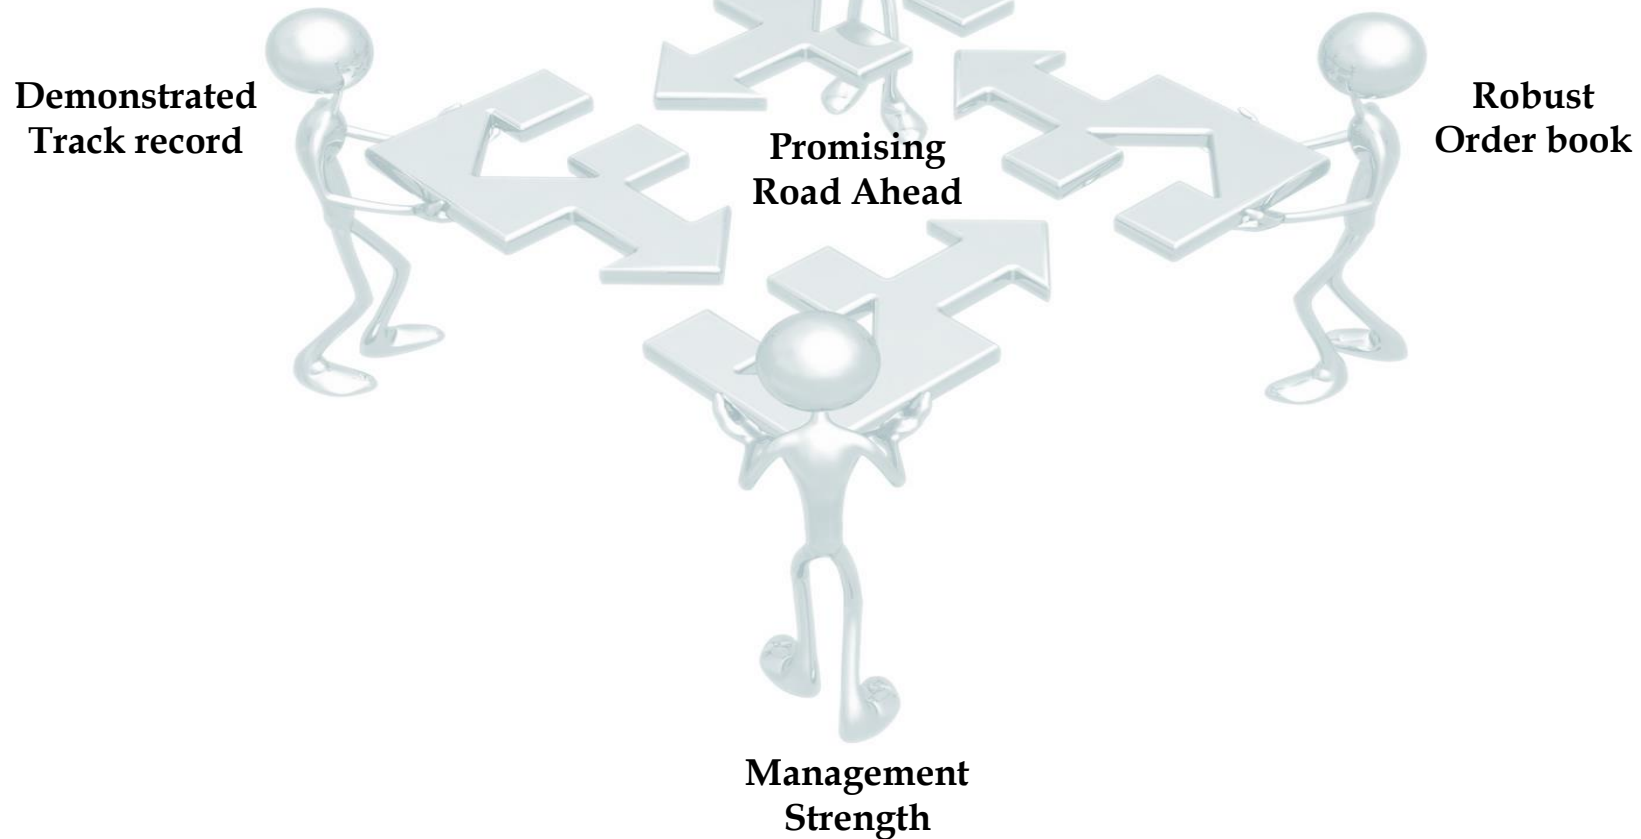 Demonstrated
Track record
Promising
Road Ahead
Robust
Order book
Management
Strength